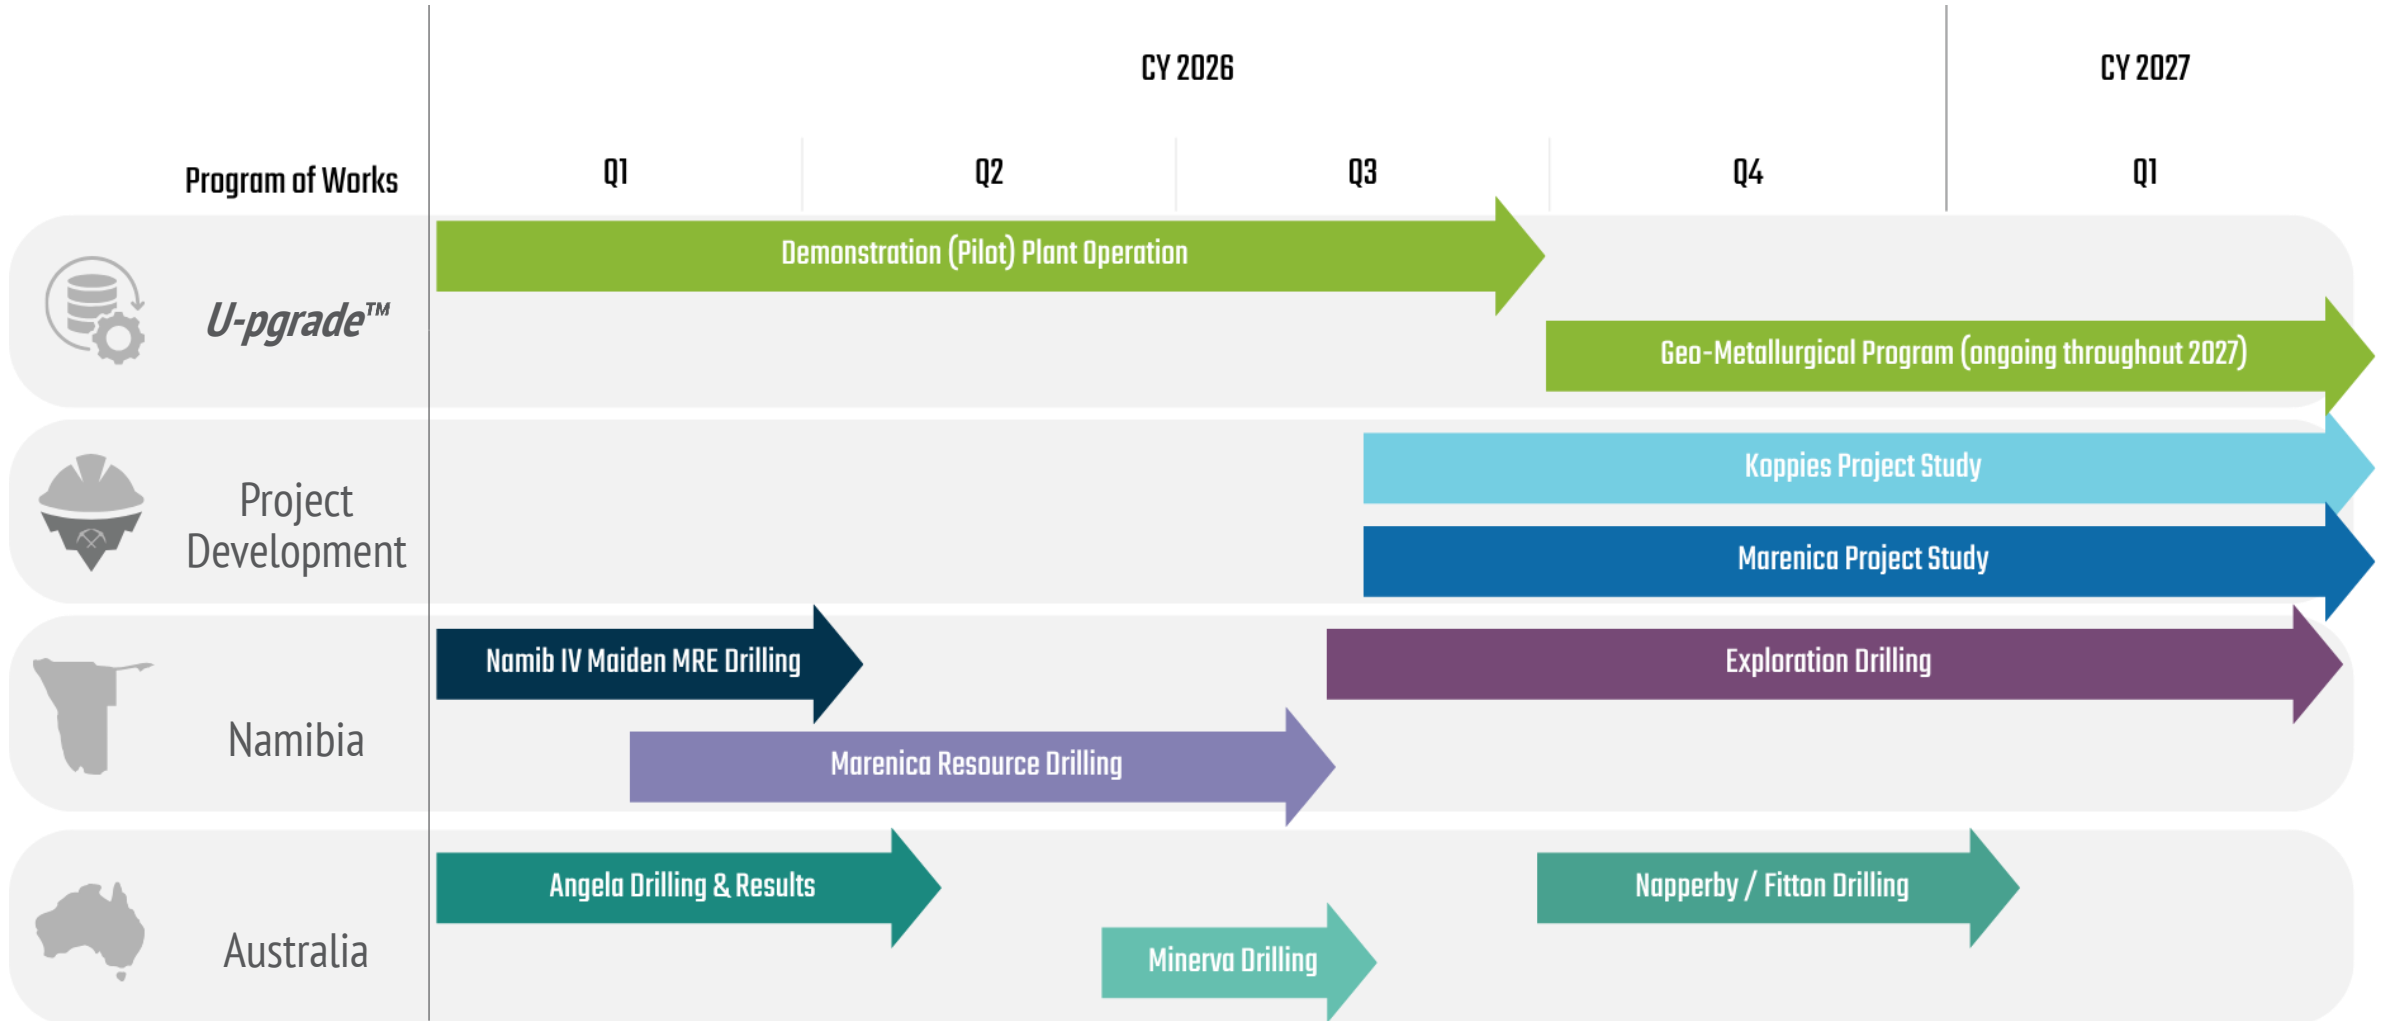 CY 2026
CY 2027
Program of Works
Q1
Q2
Q3
Q4
Q1
Demonstration (Pilot) Plant Operation
U-pgrade™
Geo-Metallurgical Program (ongoing throughout 2027)
Project
Development
Koppies Project Study
Marenica Project Study
Namibia
Namib IV Maiden MRE Drilling
Exploration Drilling
Marenica Resource Drilling
Australia
Angela Drilling & Results
Napperby / Fitton Drilling
Minerva Drilling